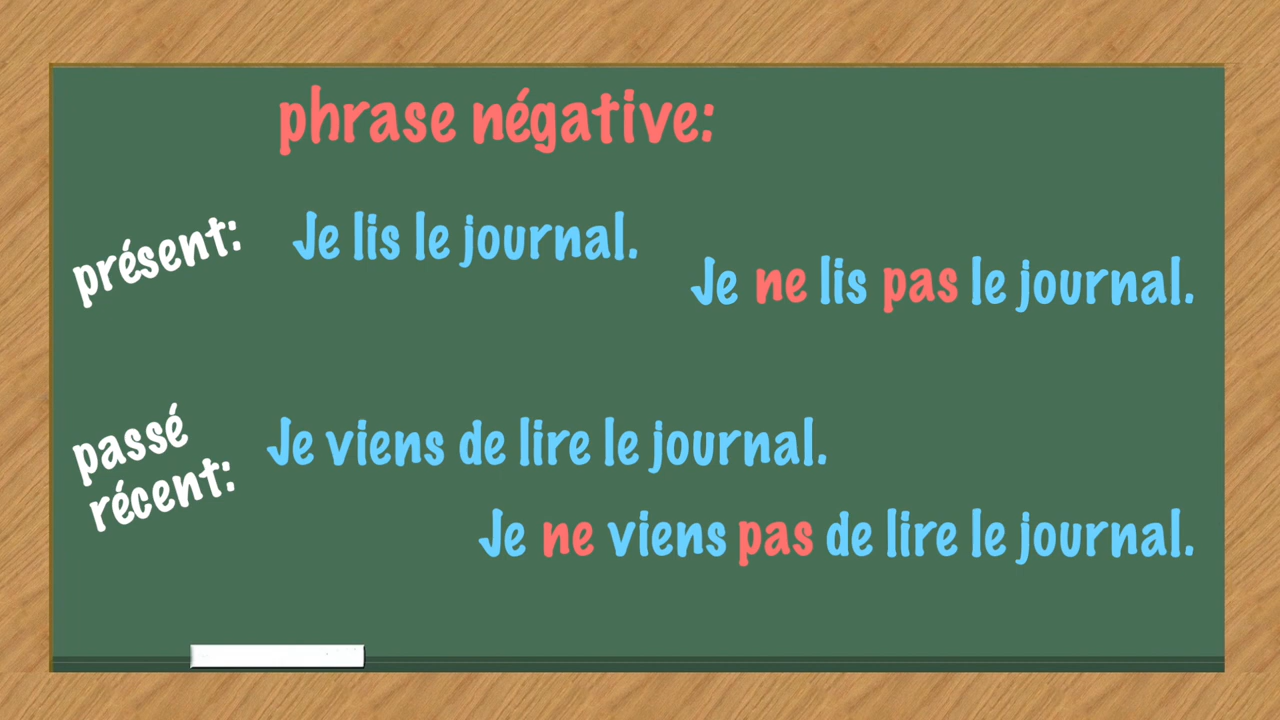 phrase négative:
présent:
Je lis le journal.
Je ne lis pas le journal.
passé
récent:
Je viens de lire le journal.
Je ne viens pas de lire le journal.